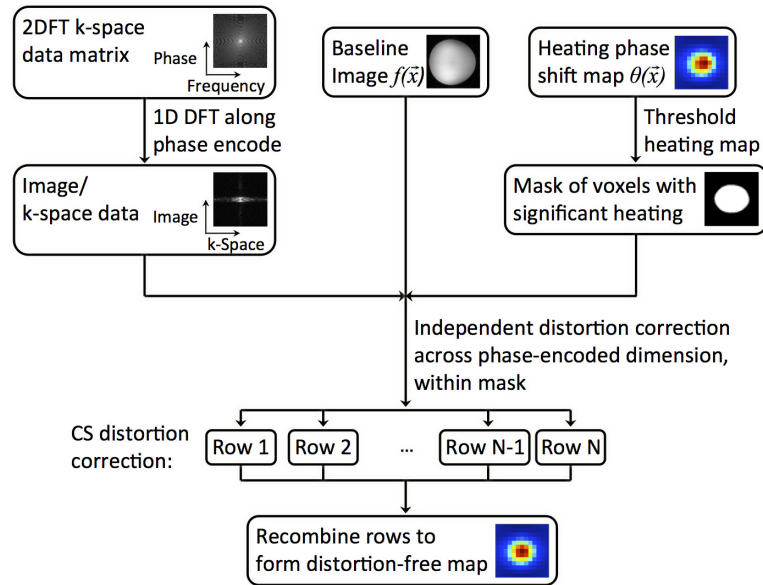 2DFT k-space
data matrix
Phase
Frequency
Baseline
Image f(x⃗)
Heating phase
shift map θ(x⃗)
1D DFT along
phase encode
Threshold
heating map
Image/
k-space data
Image
k-Space
Mask of voxels with
significant heating
Independent distortion correction
across phase-encoded dimension,
within mask
CS distortion
correction:
Row 1
Row 2
...
Row N-1
Row N
Recombine rows to
form distortion-free map